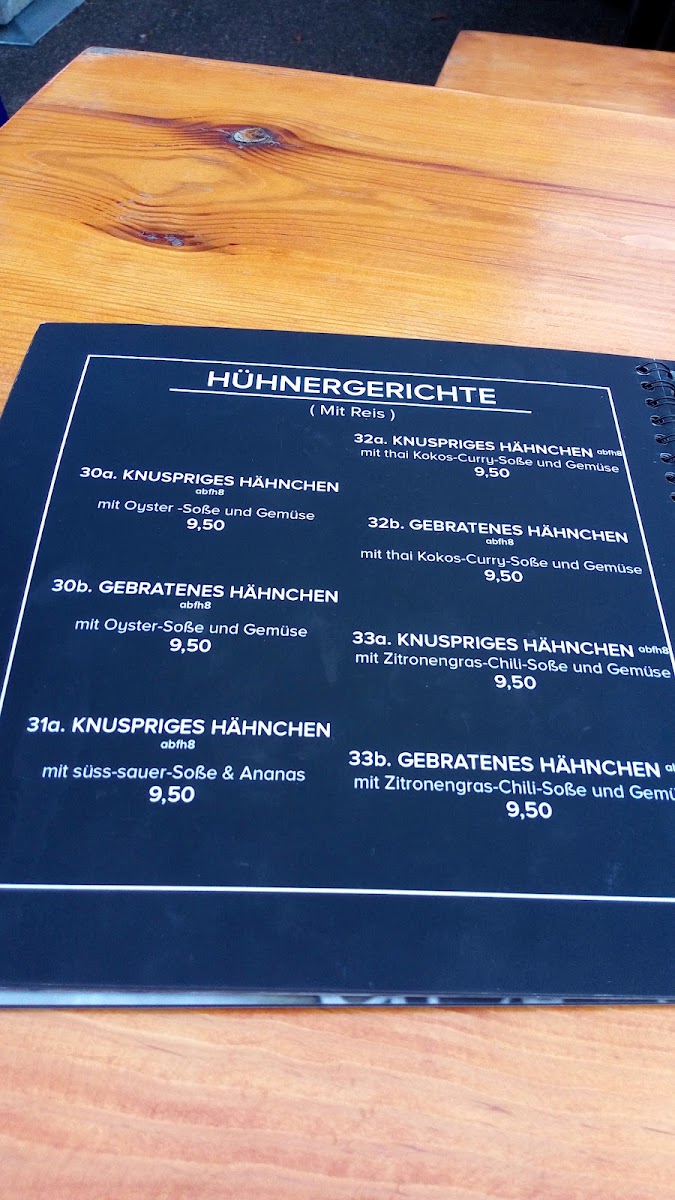 HÜHNERGERICHTE
( Mit Reis )
30a. KNUSPRIGES HÄHNCHEN
abfh8
mit Oyster -Soße und Gemüse
9,50
30b. GEBRATENES HÄHNCHEN
abfh8
mit Oyster-Soße und Gemüse
9,50
31a. KNUSPRIGES HÄHNCHEN
abfh8
mit süss-sauer-Soße & Ananas
9,50
32a. KNUSPRIGES HÄHNCHEN abfh8
mit thai Kokos-Curry-Soße und Gemüse
9,50
32b. GEBRATENES HÄHNCHEN
abfh8
mit thai Kokos-Curry-Soße und Gemüse
9,50
33a. KNUSPRIGES HÄHNCHEN abfh8
mit Zitronengras-Chili-Soße und Gemüse
9,50
33b. GEBRATENES HÄHNCHEN
mit Zitronengras-Chili-Soße und Gemü
9,50